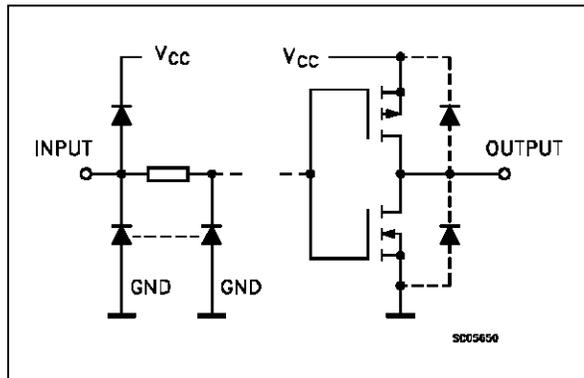 VCC
VCC
INPUT
OUTPUT
GND
GND
SC05650